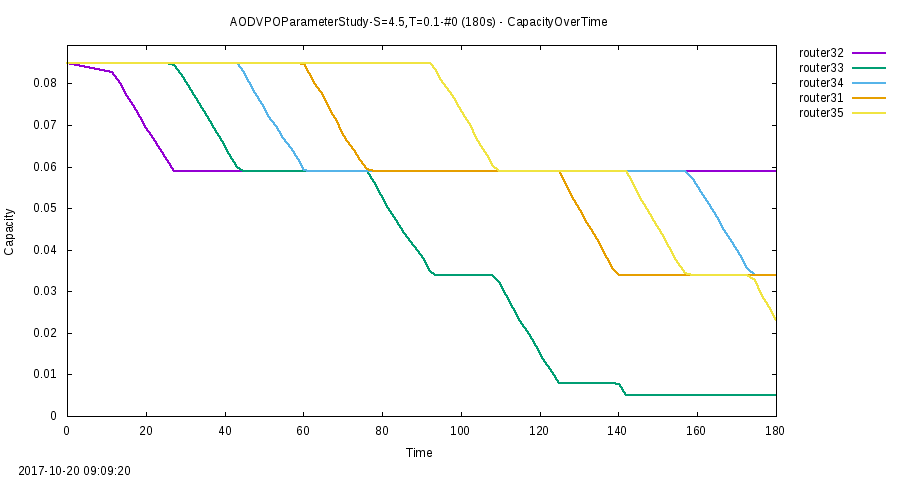 AODVPOParameterStudy-S=4.5,T=0.1-#0 (180s) - CapacityOverTime
router32
router33
router34
router31
router35
0.08
0.07
0.06
0.05
0.04
0.03
0.02
0.01
0
Capacity
0 20 40 60 80 100 120 140 160 180
Time
2017-10-20 09:09:20